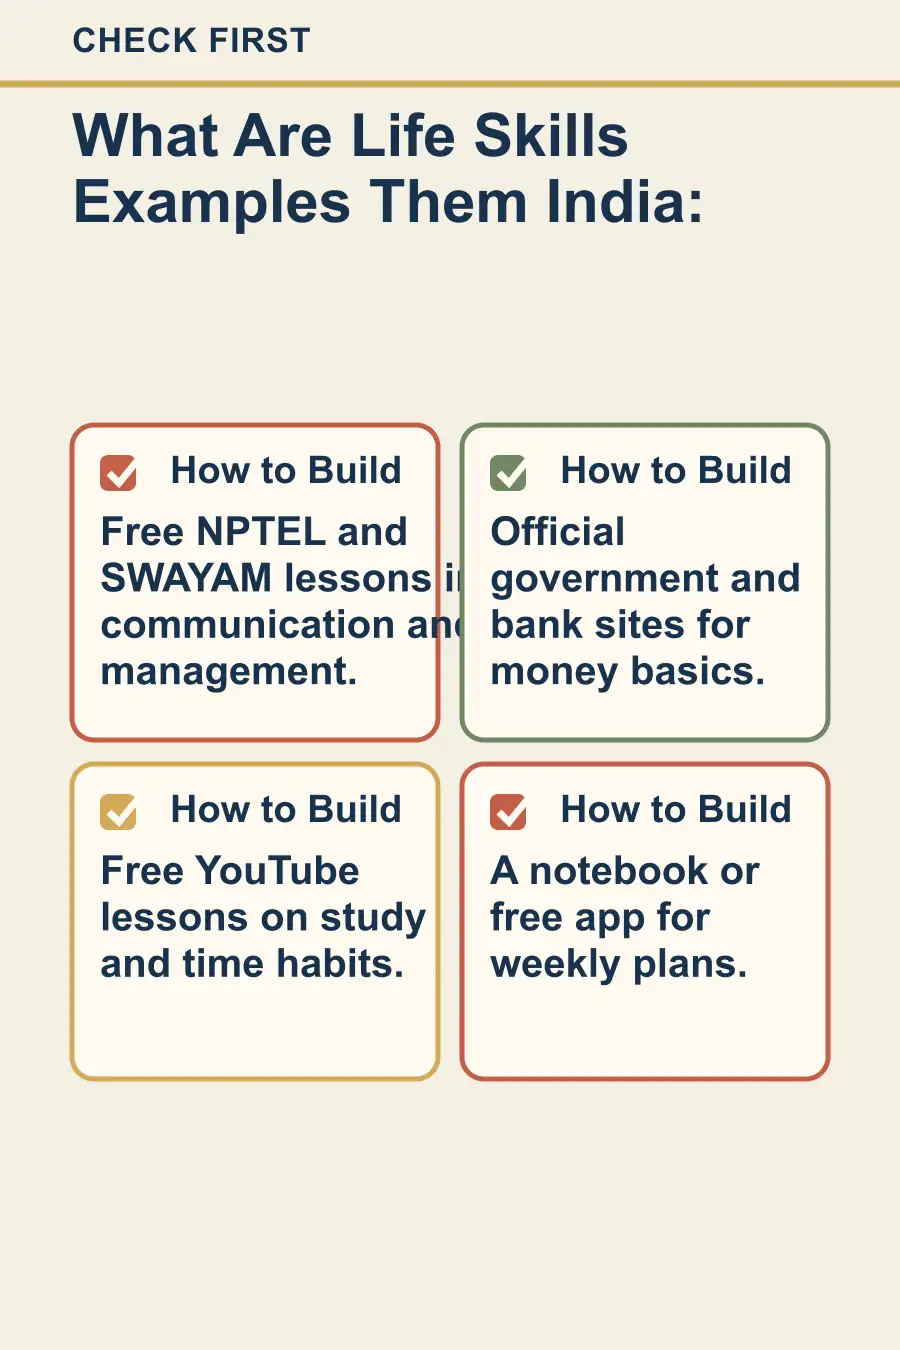 CHECK FIRST
What Are Life Skills
Examples Them India:
How to Build
Free NPTEL and
SWAYAM lessons
communication
management.
How to Build
Official
government and
bank sites for
money basics.
How to Build
Free YouTube
lessons on study
and time habits.
How to Build
A notebook or
free app for
weekly plans.